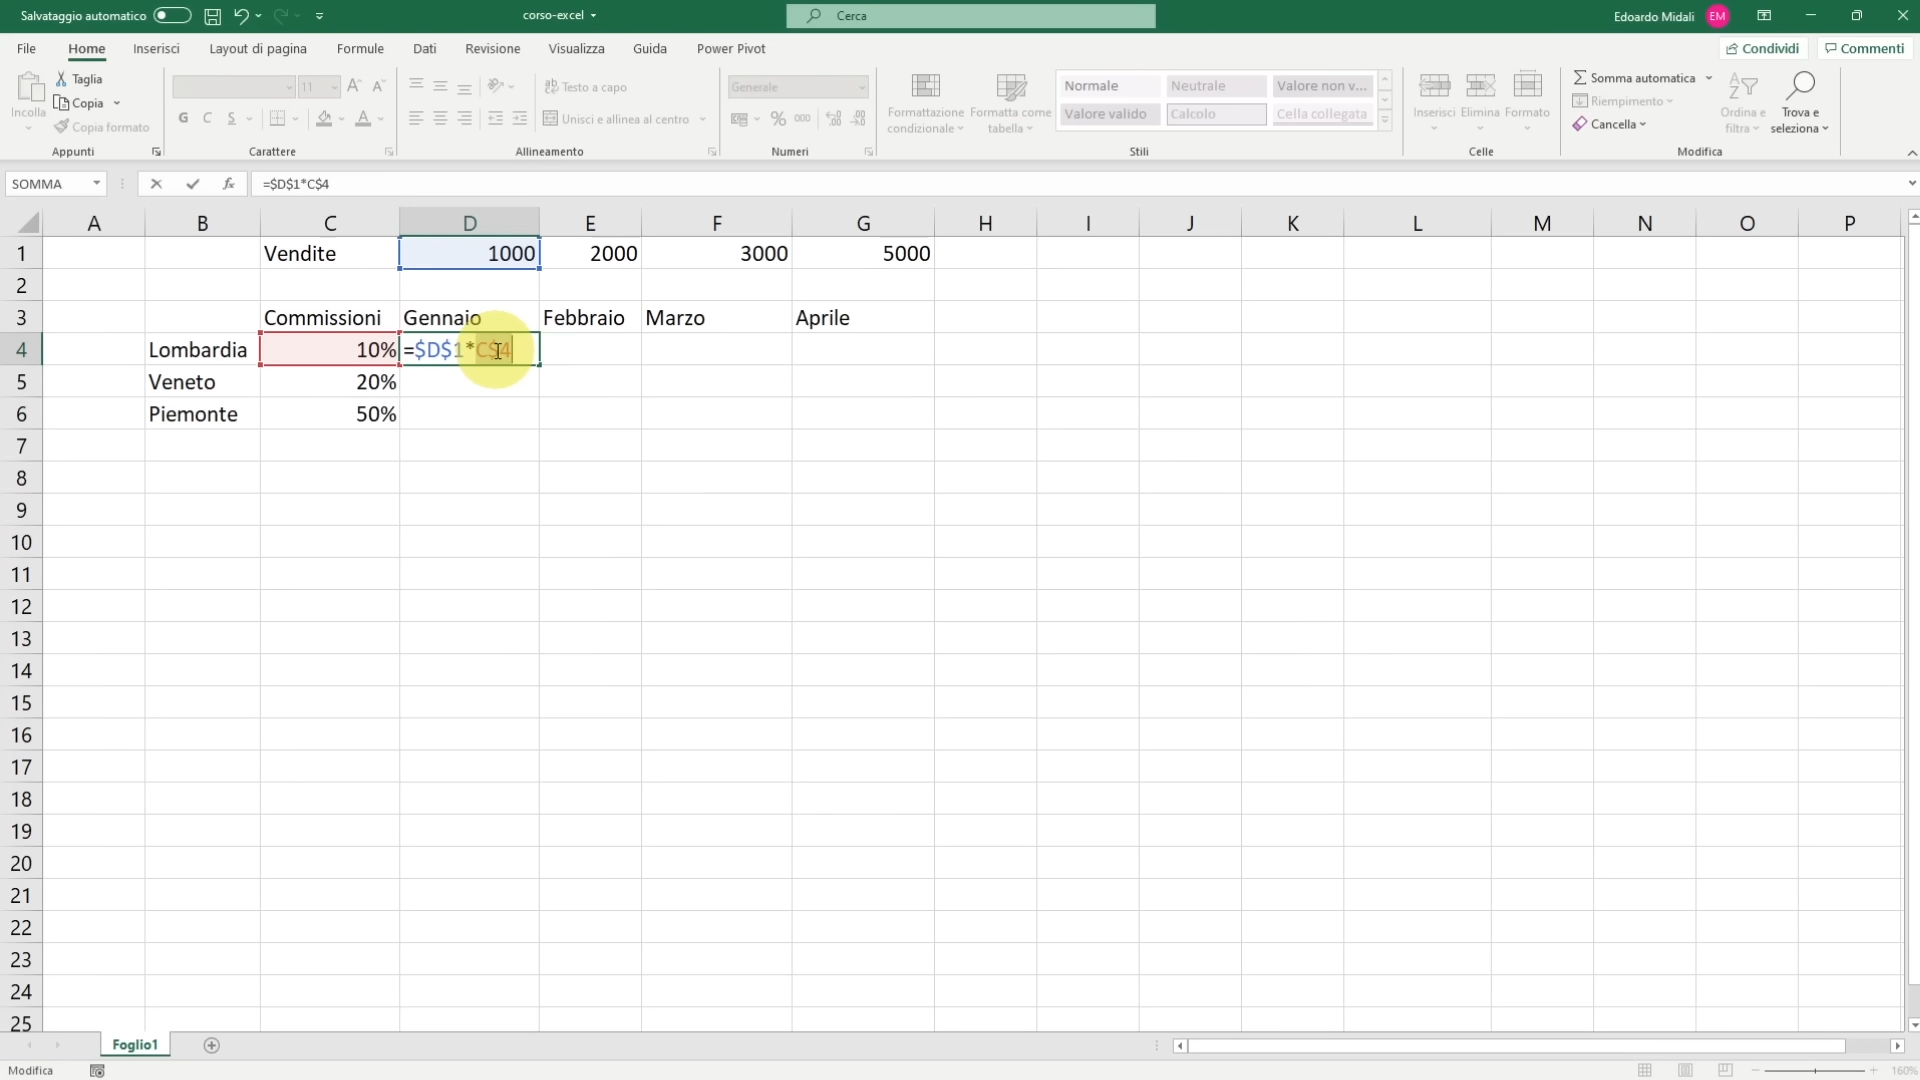 Salvataggio automatico
corso-excel
Cerca
Edoardo Midali EM
File Home Inserisci Layout di pagina Formule Dati Revisione Visualizza Guida Power Pivot Condividi Commenti
Incolla
Taglia
Copia
Copia formato
Appunti
11 A A
G C S A
Carattere
ab Testo a capo
Unisci e allinea al centro
Allineamento
Generale
% 000
Numeri
Formattazione condizionale
Formatta come tabella
Normale Neutrale Valore non v...
Valore valido Calcolo Cella collegata
Stili
Inserisci Elimina Formato
Celle
Somma automatica
Riempimento
Cancella
Ordina e filtra
Trova e seleziona
Modifica
SOMMA fx =$D$1*C$4
A B C D E F G H I J K L M N O P
1 Vendite 1000 2000 3000 5000
2
3 Commissioni Gennaio Febbraio Marzo Aprile
4 Lombardia 10% =$D$1*C$4
5 Veneto 20%
6 Piemonte 50%
7
8
9
10
11
12
13
14
15
16
17
18
19
20
21
22
23
24
25
Foglio1
Modifica 160%